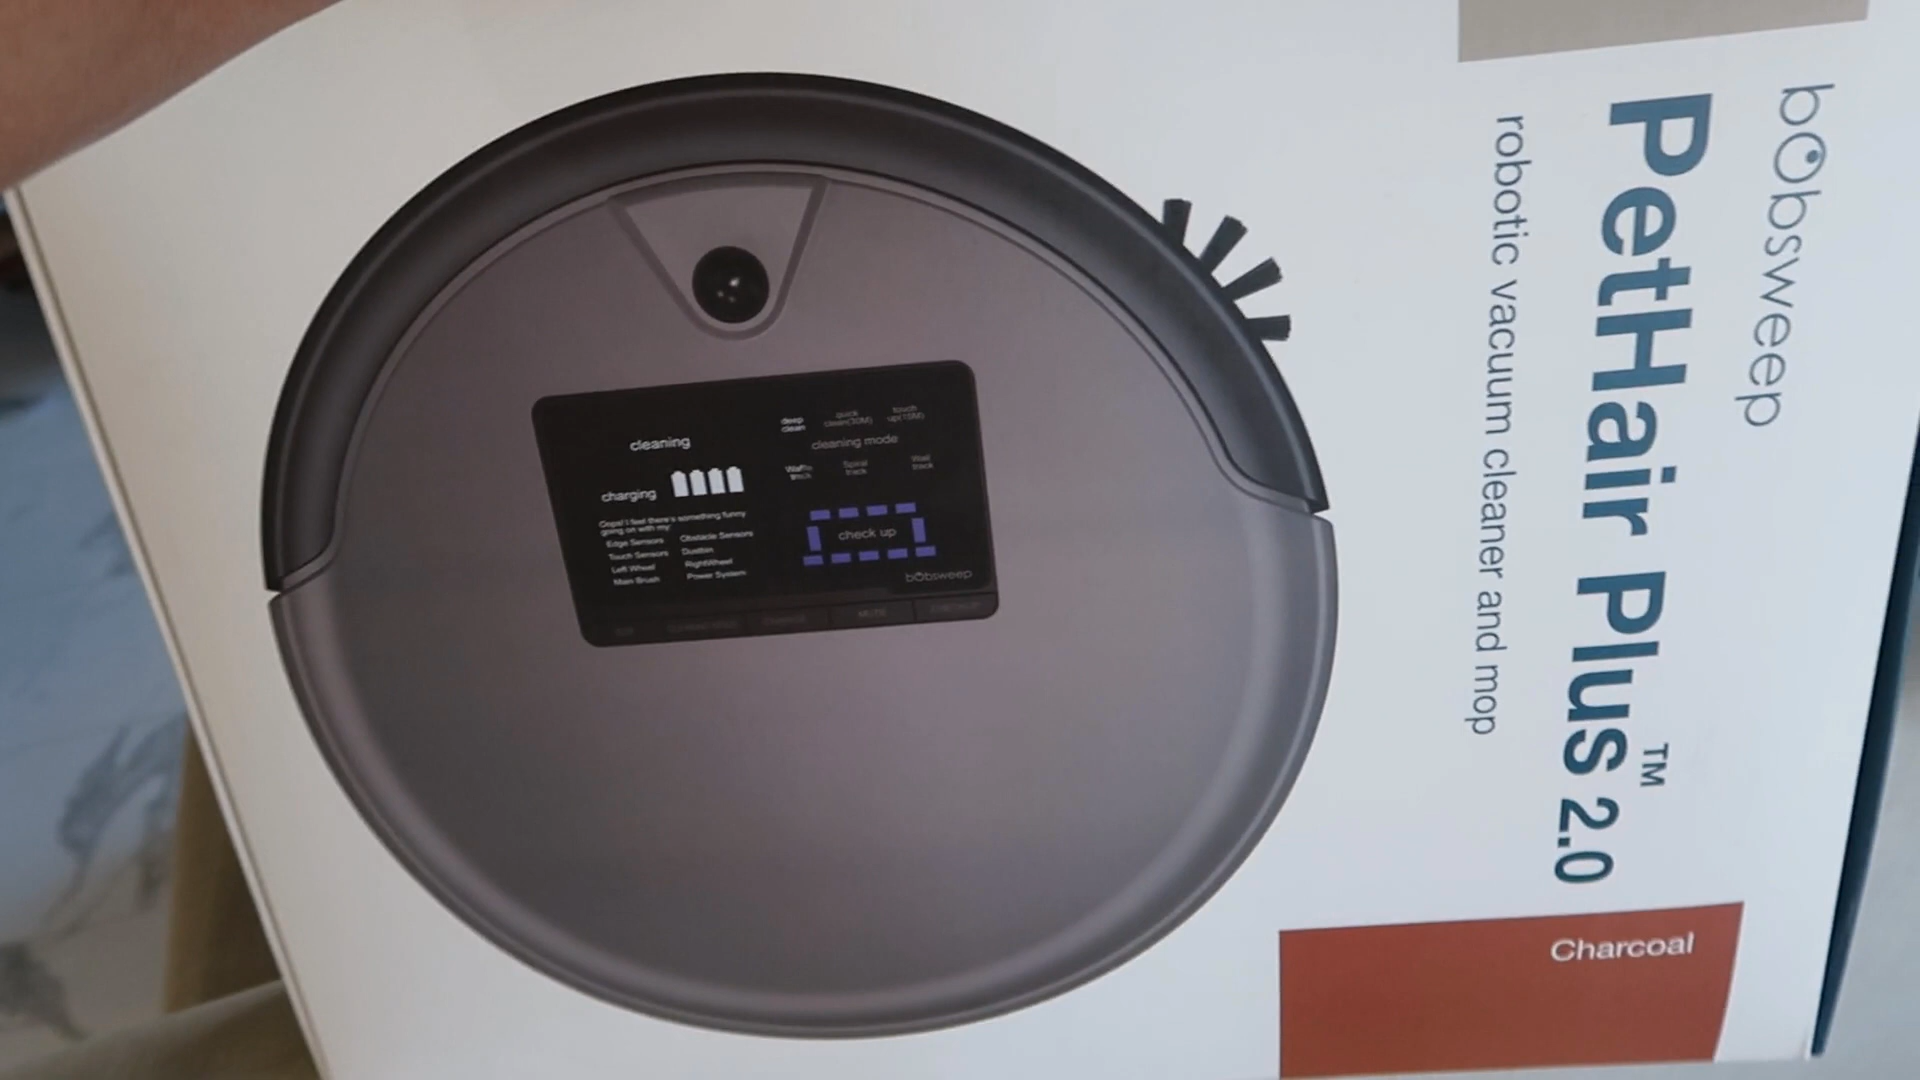 bObsweep
PetHair Plus™ 2.0
robotic vacuum cleaner and mop
Charcoal
cleaning
charging
Oops! I feel there's something funny
going on with my:
Edge Sensors
Touch Sensors
Left Wheel
Main Brush
Obstacle Sensors
Dustbin
RightWheel
Power System
deep
clean
quick
clean(30M)
touch
up(15M)
cleaning mode
Waffle
track
Spiral
track
Wall
track
check up
bObsweep
MUTE